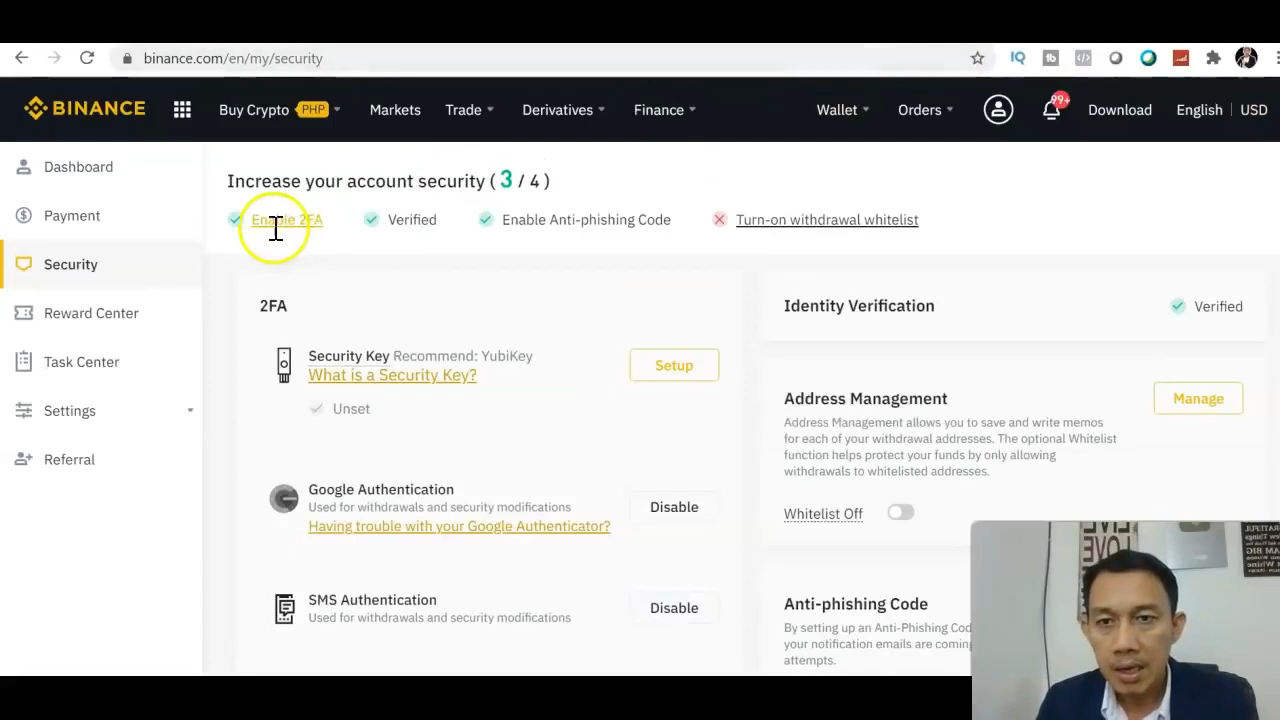 binance.com/en/my/security
BINANCE
Buy Crypto PHP Markets Trade Derivatives Finance Wallet Orders 99+ Download English USD
Dashboard
Payment
Security
Reward Center
Task Center
Settings
Referral
Increase your account security ( 3 / 4 )
Enable 2FA Verified Enable Anti-phishing Code Turn-on withdrawal whitelist
2FA
Security Key Recommend: YubiKey
What is a Security Key?
Setup
Unset
Google Authentication
Used for withdrawals and security modifications
Having trouble with your Google Authenticator?
Disable
SMS Authentication
Used for withdrawals and security modifications
Disable
Identity Verification
Verified
Address Management
Manage
Address Management allows you to save and write memos
for each of your withdrawal addresses. The optional Whitelist
function helps protect your funds by only allowing
withdrawals to whitelisted addresses.
Whitelist Off
Anti-phishing Code
By setting up an Anti-Phishing Cod
your notification emails are coming
attempts.
LOVE